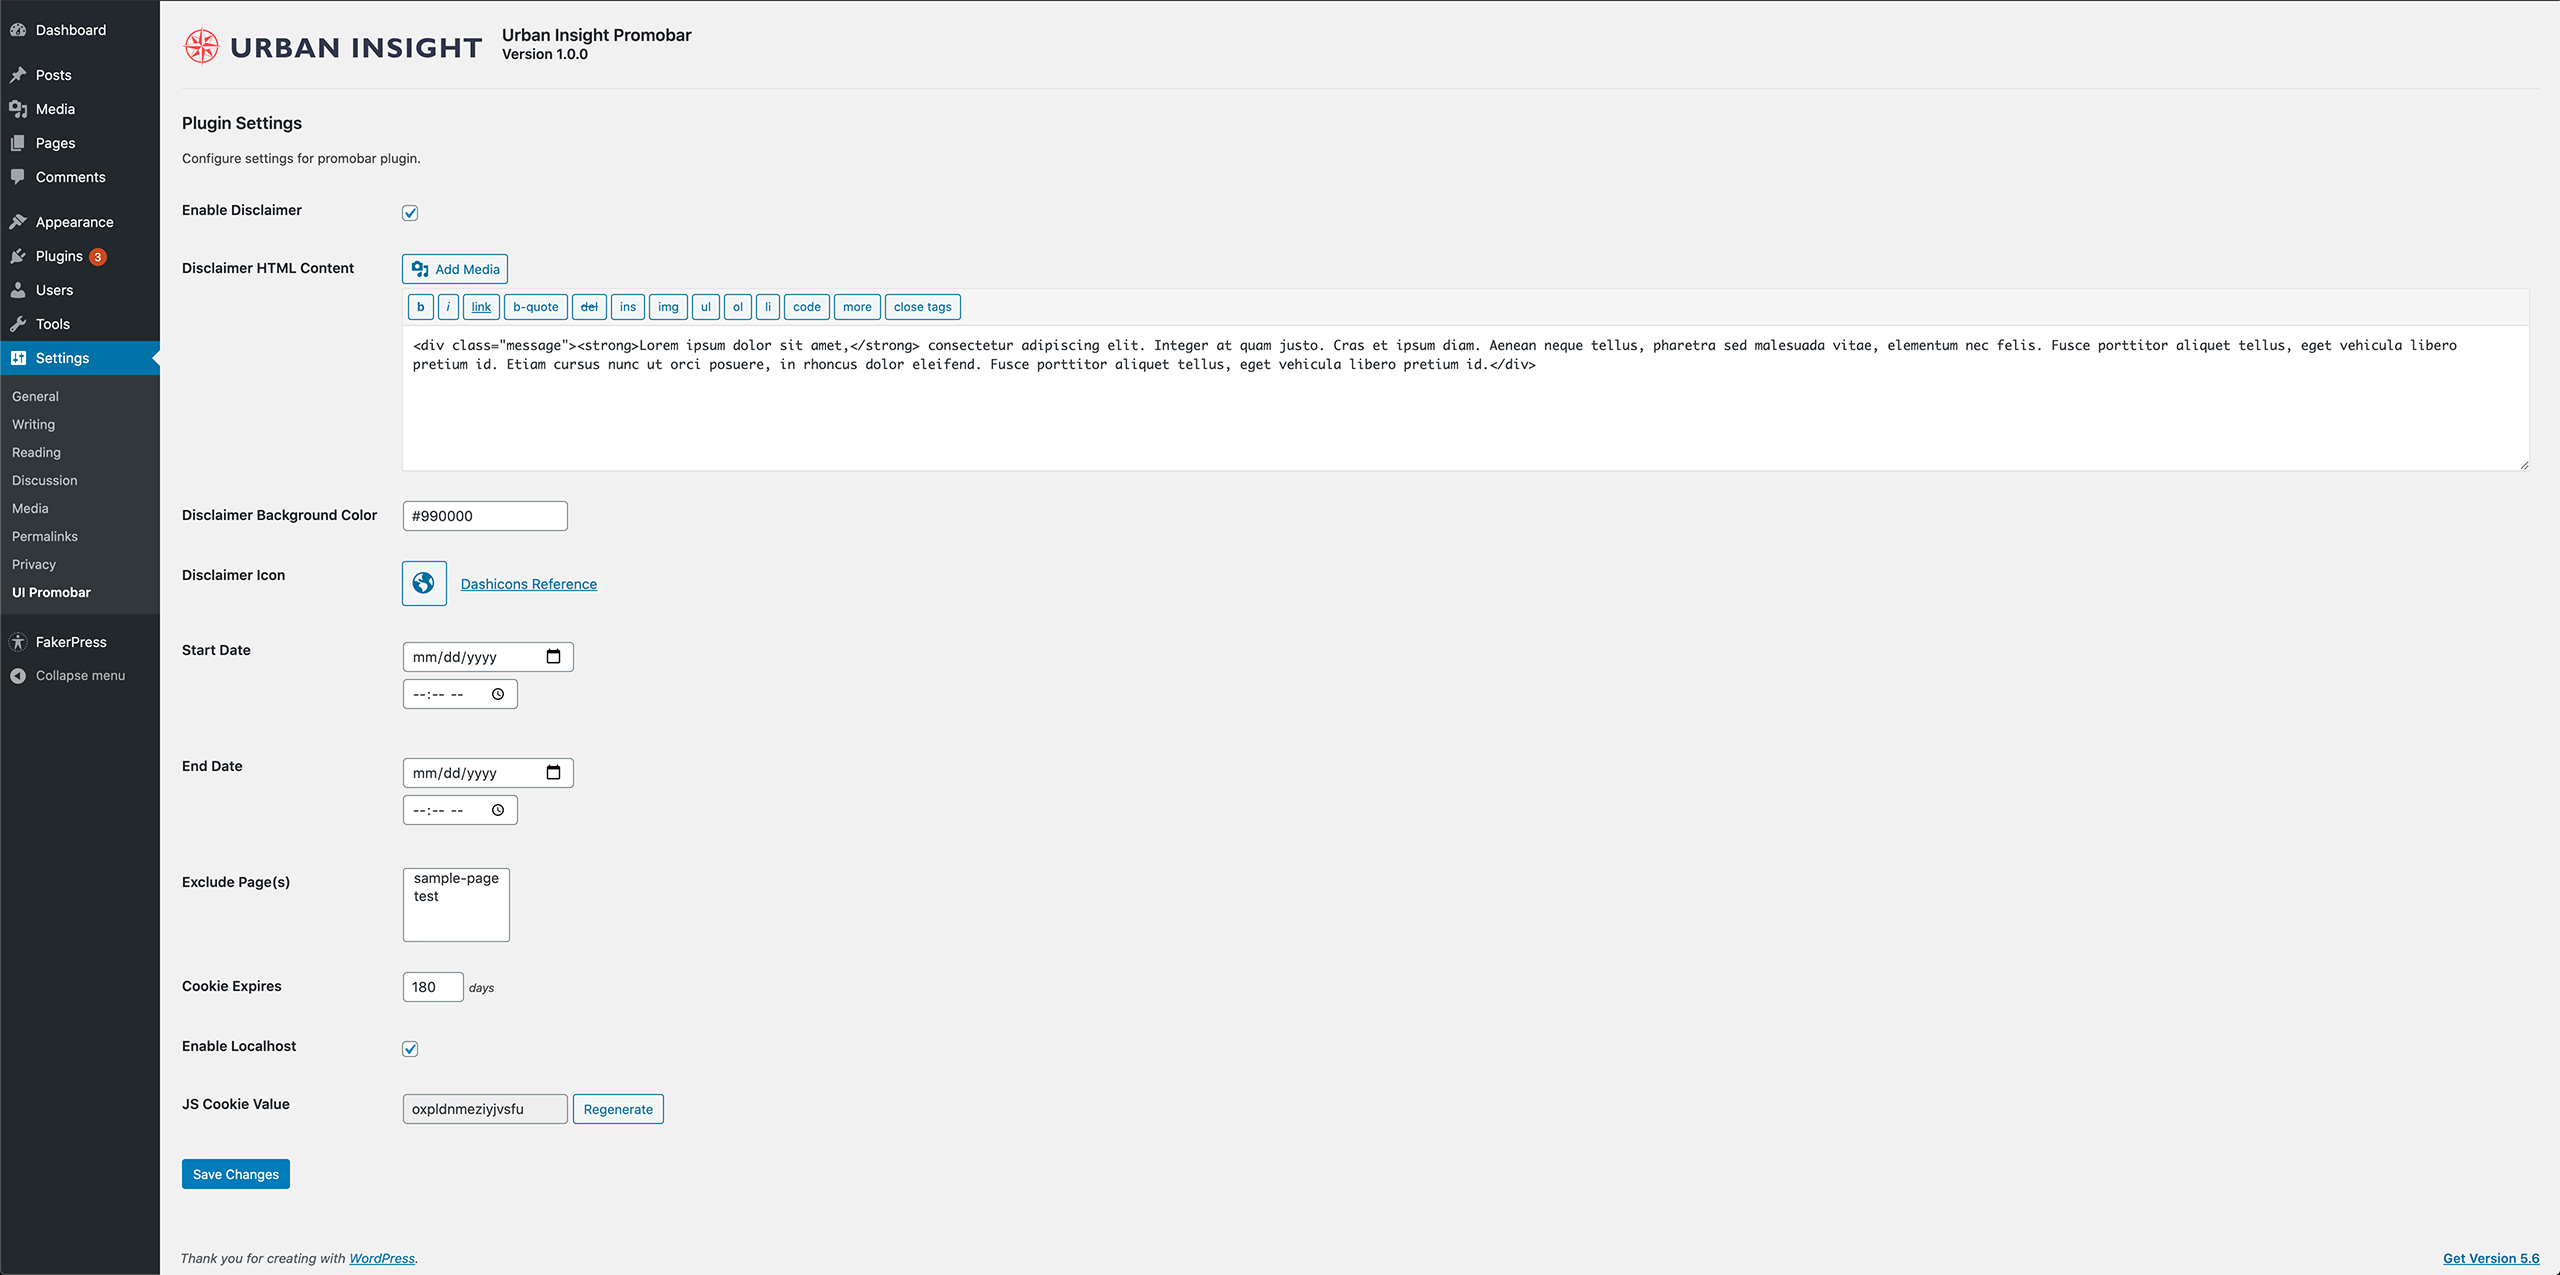 Dashboard
Posts
Media
Pages
Comments
Appearance
Plugins 3
Users
Tools
Settings
General
Writing
Reading
Discussion
Media
Permalinks
Privacy
UI Promobar
FakerPress
Collapse menu
URBAN INSIGHT
Urban Insight Promobar
Version 1.0.0
Plugin Settings
Configure settings for promobar plugin.
Enable Disclaimer
Disclaimer HTML Content
Add Media
b i link b-quote del ins img ul ol li code more close tags
<div class="message"><strong>Lorem ipsum dolor sit amet,</strong> consectetur adipiscing elit. Integer at quam justo. Cras et ipsum diam. Aenean neque tellus, pharetra sed malesuada vitae, elementum nec felis. Fusce porttitor aliquet tellus, eget vehicula libero
pretium id. Etiam cursus nunc ut orci posuere, in rhoncus dolor eleifend. Fusce porttitor aliquet tellus, eget vehicula libero pretium id.</div>
Disclaimer Background Color
#990000
Disclaimer Icon
Dashicons Reference
Start Date
mm/dd/yyyy
--:-- --
End Date
mm/dd/yyyy
--:-- --
Exclude Page(s)
sample-page
test
Cookie Expires
180 days
Enable Localhost
JS Cookie Value
oxpldnmeziyjvsfu
Regenerate
Save Changes
Thank you for creating with WordPress.
Get Version 5.6